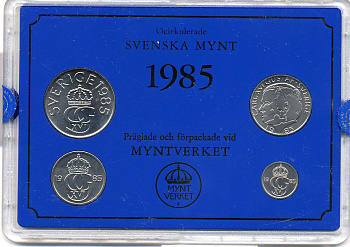 Ocirkulerade
SVENSKA MYNT
1985
SVERIGE 1985
Präglade och förpackade vid
MYNTVERKET
19 85
MYNT
VERKET